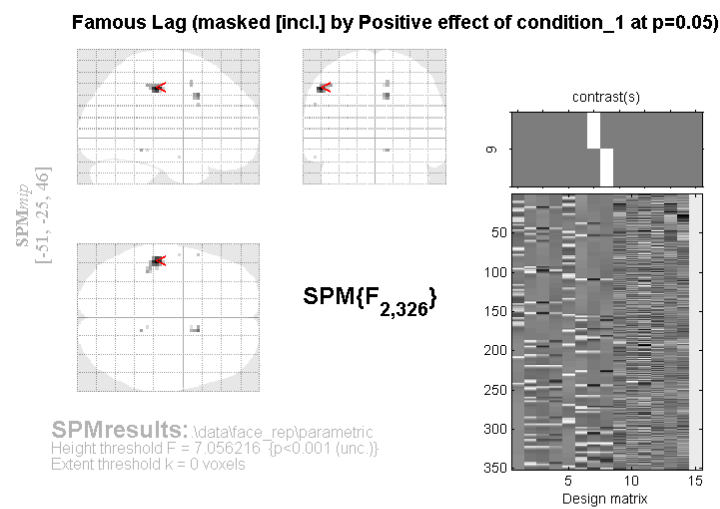 Famous Lag (masked [incl.] by Positive effect of condition_1 at p=0.05)
SPMmip
[-51, -25, 46]
<
<
<
SPM{F2,326}
contrast(s)
9
50
100
150
200
250
300
350
5 10 15
Design matrix
SPMresults: .\data\face_rep\parametric
Height threshold F = 7.056216 {p<0.001 (unc.)}
Extent threshold k = 0 voxels